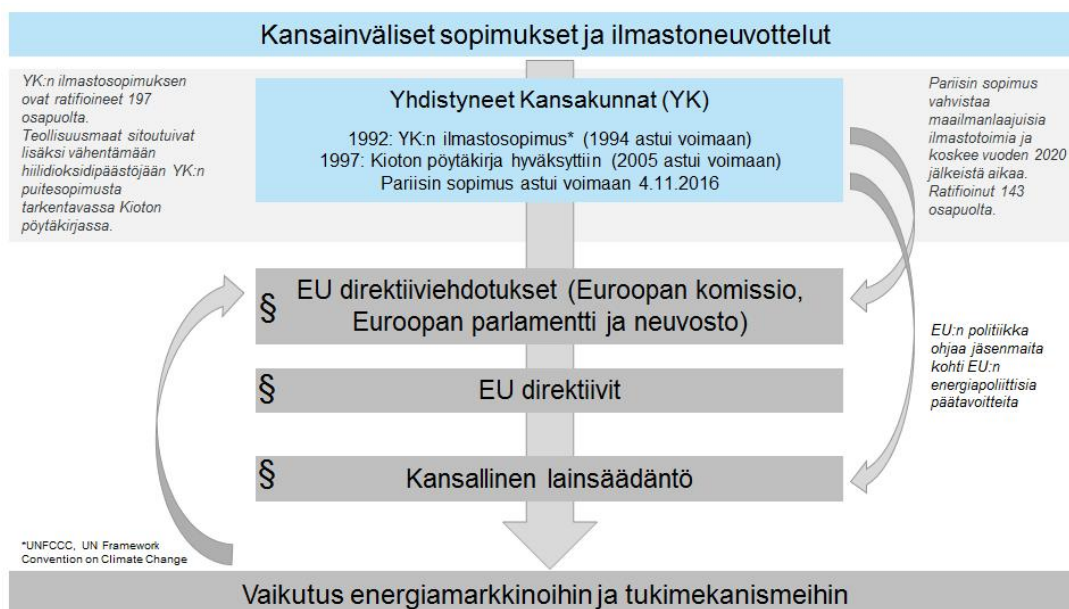 Kansainväliset sopimukset ja ilmastoneuvottelut
YK:n ilmastosopimuksen
ovat ratifioineet 197
osapuolta.
Teollisuusmaat sitoutuivat
lisäksi vähentämään
hiilidioksidipäästöjään YK:n
puitesopimusta
tarkentavassa Kioton
pöytäkirjassa.
Yhdistyneet Kansakunnat (YK)
1992: YK:n ilmastosopimus* (1994 astui voimaan)
1997: Kioton pöytäkirja hyväksyttiin (2005 astui voimaan)
Pariisin sopimus astui voimaan 4.11.2016
Pariisin sopimus
vahvistaa
maailmanlaajuisia
ilmastotoimia ja
koskee vuoden 2020
jälkeistä aikaa.
Ratifioinut 143
osapuolta.
§ EU direktiiviehdotukset (Euroopan komissio,
Euroopan parlamentti ja neuvosto)
EU:n politiikka
ohjaa jäsenmaita
kohti EU:n
energiapoliittisia
päätavoitteita
§ EU direktiivit
§ Kansallinen lainsäädäntö
*UNFCCC, UN Framework
Convention on Climate Change
Vaikutus energiamarkkinoihin ja tukimekanismeihin